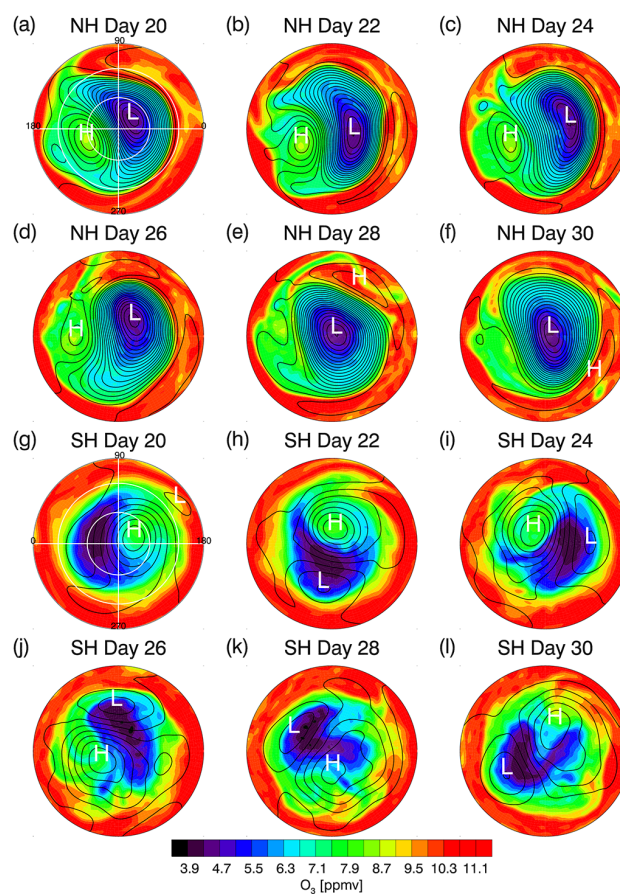 (a) NH Day 20 (b) NH Day 22 (c) NH Day 24
90
L
180 H 0
270
H L
H L
(d) NH Day 26 (e) NH Day 28 (f) NH Day 30
H L
L H
L H
(g) SH Day 20 (h) SH Day 22 (i) SH Day 24
90
L
H
0 180
270
H
L
H L
(j) SH Day 26 (k) SH Day 28 (l) SH Day 30
L
H
L
H
H
L
3.9 4.7 5.5 6.3 7.1 7.9 8.7 9.5 10.3 11.1
O₃ [ppmv]